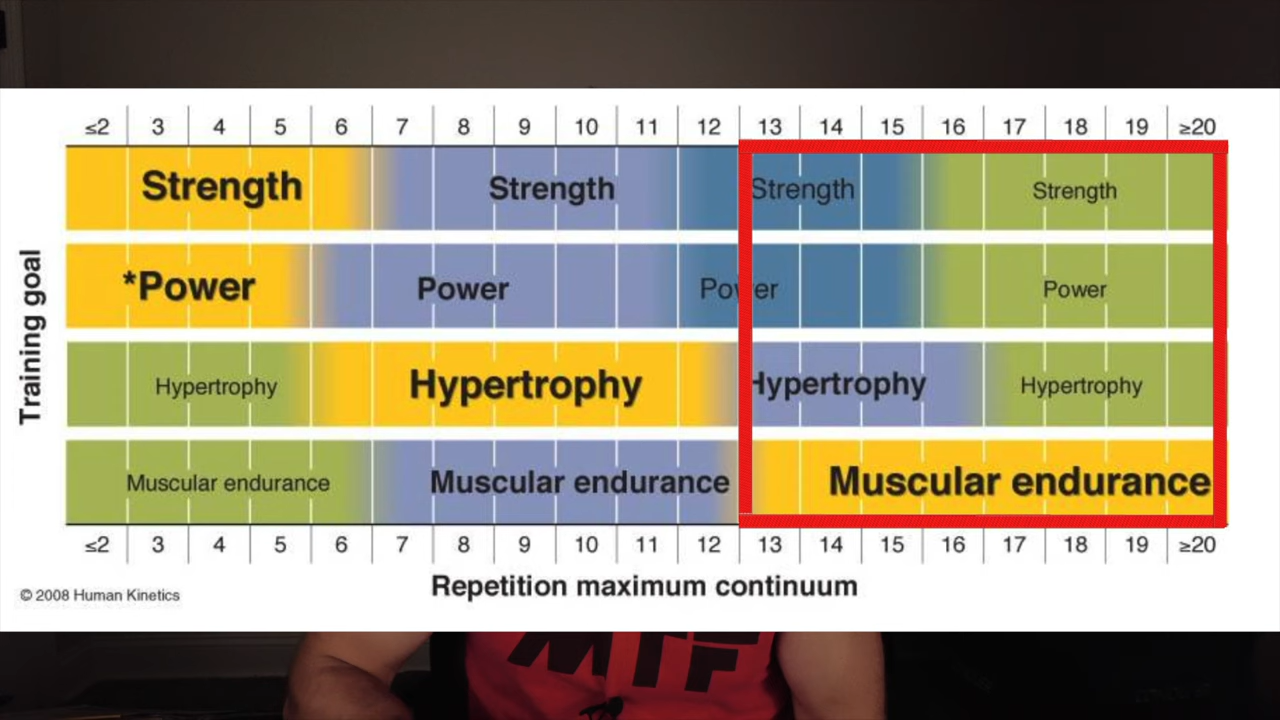 ≤2 3 4 5 6 7 8 9 10 11 12 13 14 15 16 17 18 19 ≥20
Training goal
Strength Strength Strength Strength
*Power Power Power Power
Hypertrophy Hypertrophy Hypertrophy Hypertrophy
Muscular endurance Muscular endurance Muscular endurance
≤2 3 4 5 6 7 8 9 10 11 12 13 14 15 16 17 18 19 ≥20
Repetition maximum continuum
© 2008 Human Kinetics
MTF